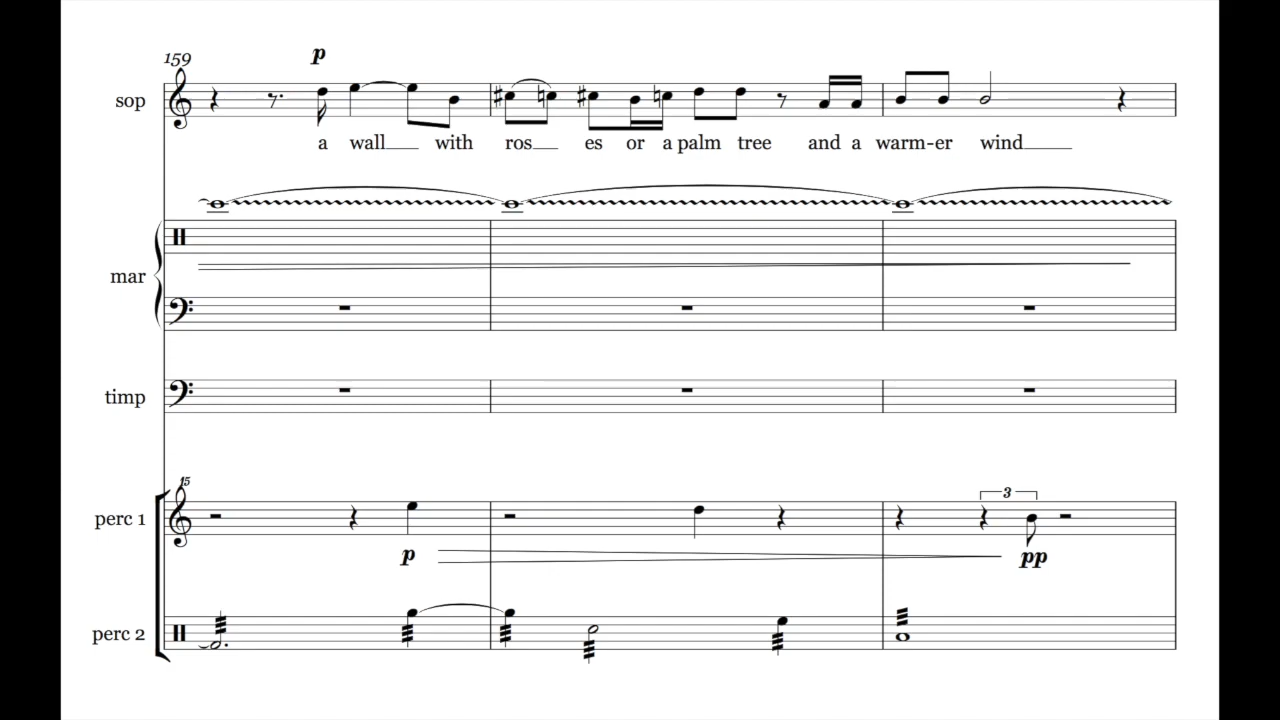 159
p
sop
a wall with ros es or a palm tree and a warm-er wind
mar
timp
15
3
perc 1
p
pp
perc 2